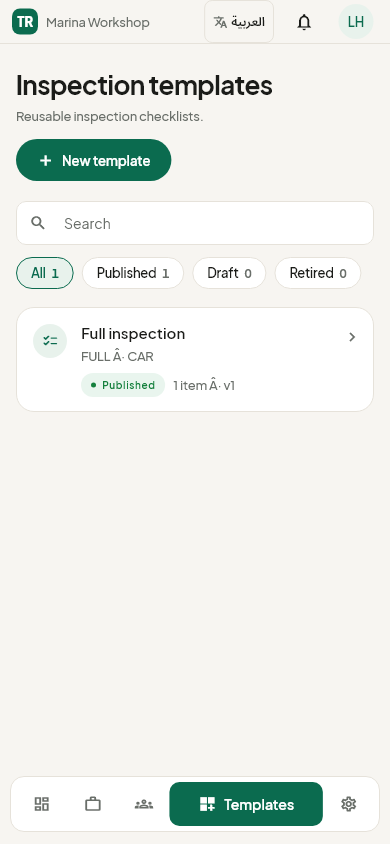 TR Marina Workshop العربية LH
Inspection templates
Reusable inspection checklists.
+ New template
Search
All 1 Published 1 Draft 0 Retired 0
Full inspection
FULL Â· CAR
Published 1 item Â· v1
Templates